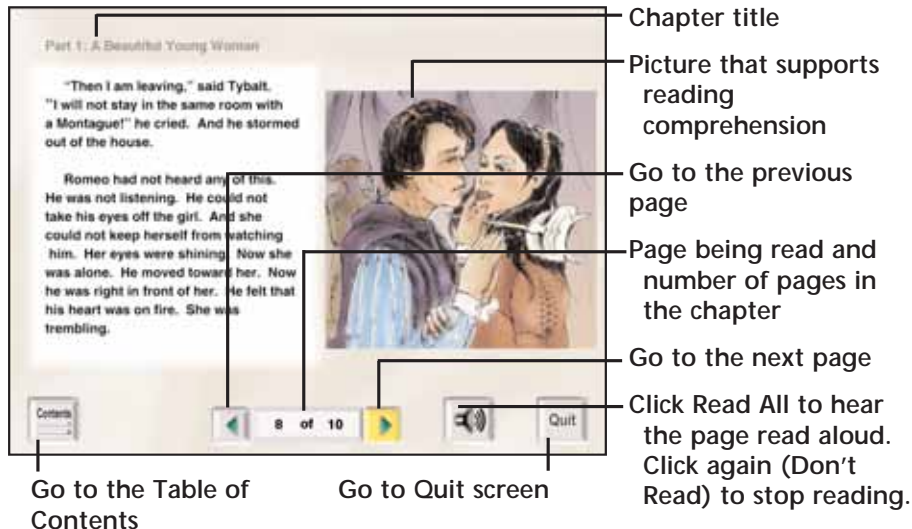 Part 1: A Beautiful Young Woman
"Then I am leaving," said Tybalt.
"I will not stay in the same room with
a Montague!" he cried. And he stormed
out of the house.
Romeo had not heard any of this.
He was not listening. He could not
take his eyes off the girl. And she
could not keep herself from watching
him. Her eyes were shining. Now she
was alone. He moved toward her. Now
he was right in front of her. He felt that
his heart was on fire. She was
trembling.
Contents
8 of 10
Quit
Chapter title
Picture that supports
reading
comprehension
Go to the previous
page
Page being read and
number of pages in
the chapter
Go to the next page
Click Read All to hear
the page read aloud.
Click again (Don't
Read) to stop reading.
Go to the Table of
Contents
Go to Quit screen